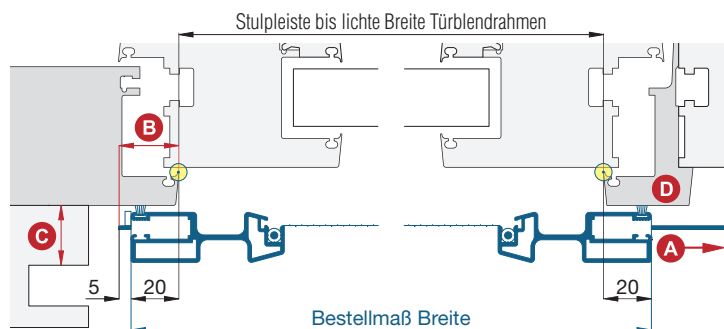 Stulpleiste bis lichte Breite Türblendrahmen
B
D
C
A
5
20
20
Bestellmaß Breite